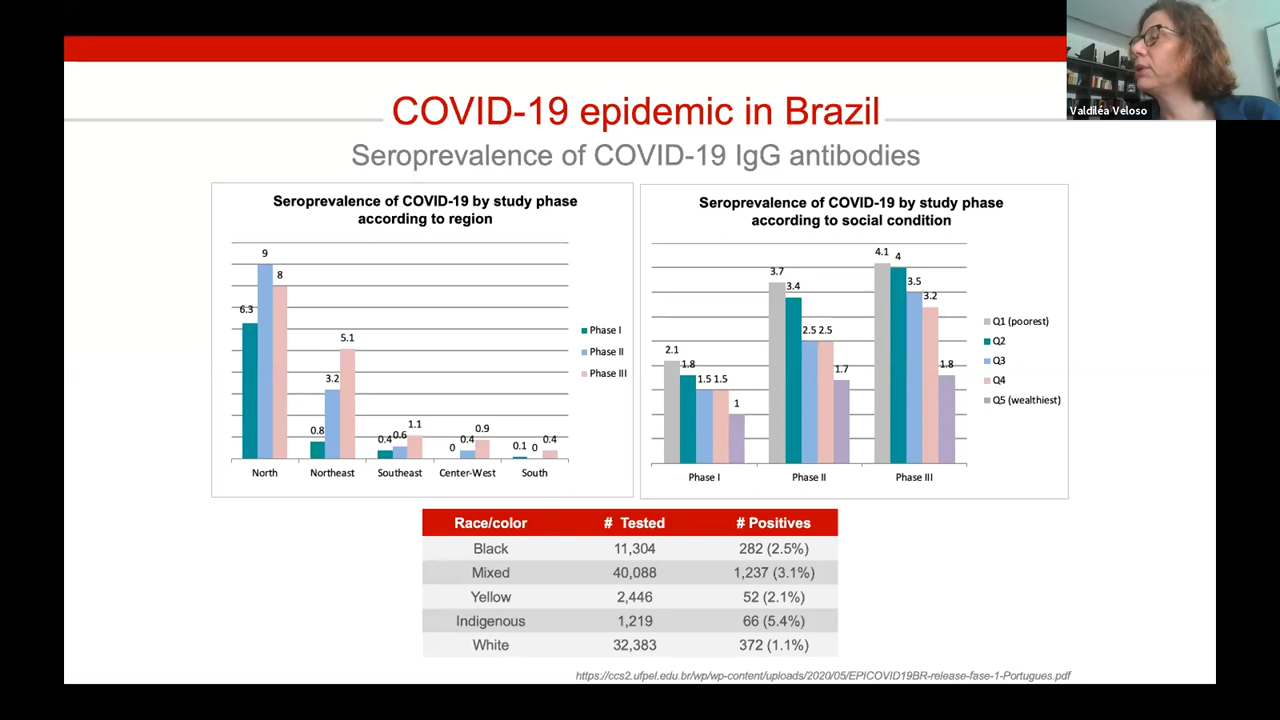 Valdiléa Veloso
COVID-19 epidemic in Brazil
Seroprevalence of COVID-19 IgG antibodies
Seroprevalence of COVID-19 by study phase
according to region
9
8
6.3
5.1
3.2
0.8
0.4
0.6
1.1
0
0.4
0.9
0.1
0
0.4
North
Northeast
Southeast
Center-West
South
Phase I
Phase II
Phase III
Seroprevalence of COVID-19 by study phase
according to social condition
2.1
1.8
1.5
1.5
1
3.7
3.4
2.5
2.5
1.7
4.1
4
3.5
3.2
1.8
Phase I
Phase II
Phase III
Q1 (poorest)
Q2
Q3
Q4
Q5 (wealthiest)
Race/color # Tested # Positives
Black 11,304 282 (2.5%)
Mixed 40,088 1,237 (3.1%)
Yellow 2,446 52 (2.1%)
Indigenous 1,219 66 (5.4%)
White 32,383 372 (1.1%)
https://ccs2.ufpel.edu.br/wp/wp-content/uploads/2020/05/EPICOVID19BR-release-fase-1-Portugues.pdf